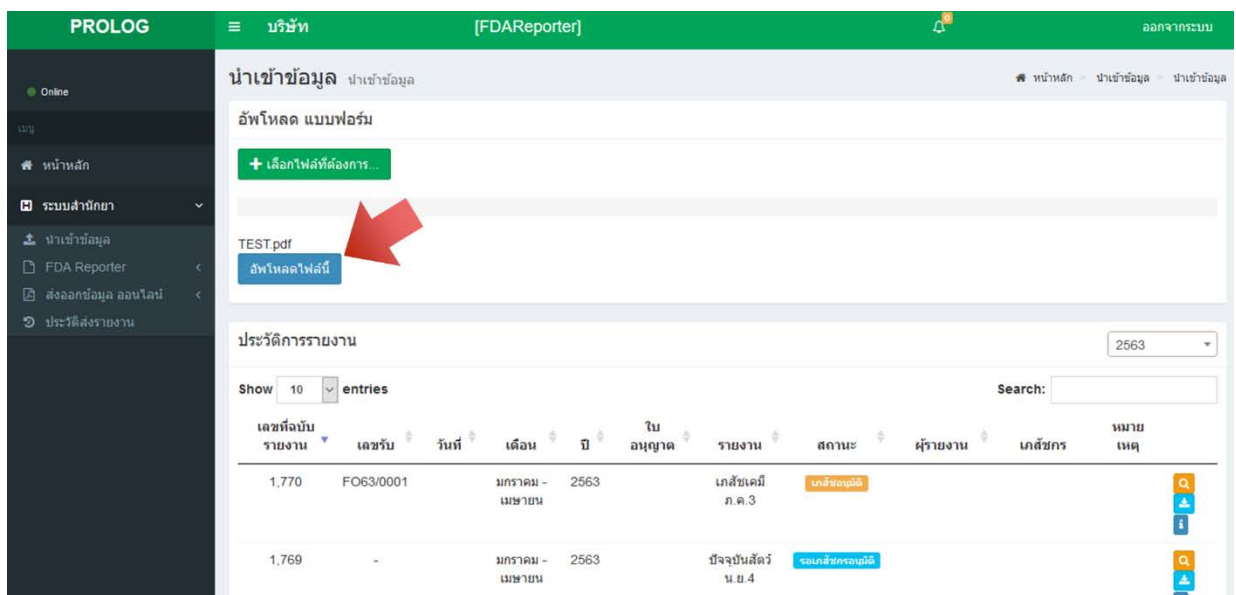 PROLOG
บริษัท [FDAReporter] 0 ออกจากระบบ
Online
เมนู
หน้าหลัก
ระบบสำนักยา
นำเข้าข้อมูล
FDA Reporter
ส่งออกข้อมูล ออนไลน์
ประวัติส่งรายงาน
นำเข้าข้อมูล นำเข้าข้อมูล
หน้าหลัก > นำเข้าข้อมูล > นำเข้าข้อมูล
อัพโหลด แบบฟอร์ม
เลือกไฟล์ที่ต้องการ...
TEST.pdf
อัพโหลดไฟล์นี้
ประวัติการรายงาน 2563
Show 10 entries Search:
เลขที่ฉบับ ใบ หมาย
รายงาน เลขรับ วันที่ เดือน ปี อนุญาต รายงาน สถานะ ผู้รายงาน เภสัชกร เหตุ
1,770 FO63/0001 มกราคม - 2563 เภสัชเคมี เภสัชอนุมัติ
เมษายน ภ.ค.3
1,769 - มกราคม - 2563 ปัจจุบันสัตว์ รอเภสัชกรอนุมัติ
เมษายน น.ย.4